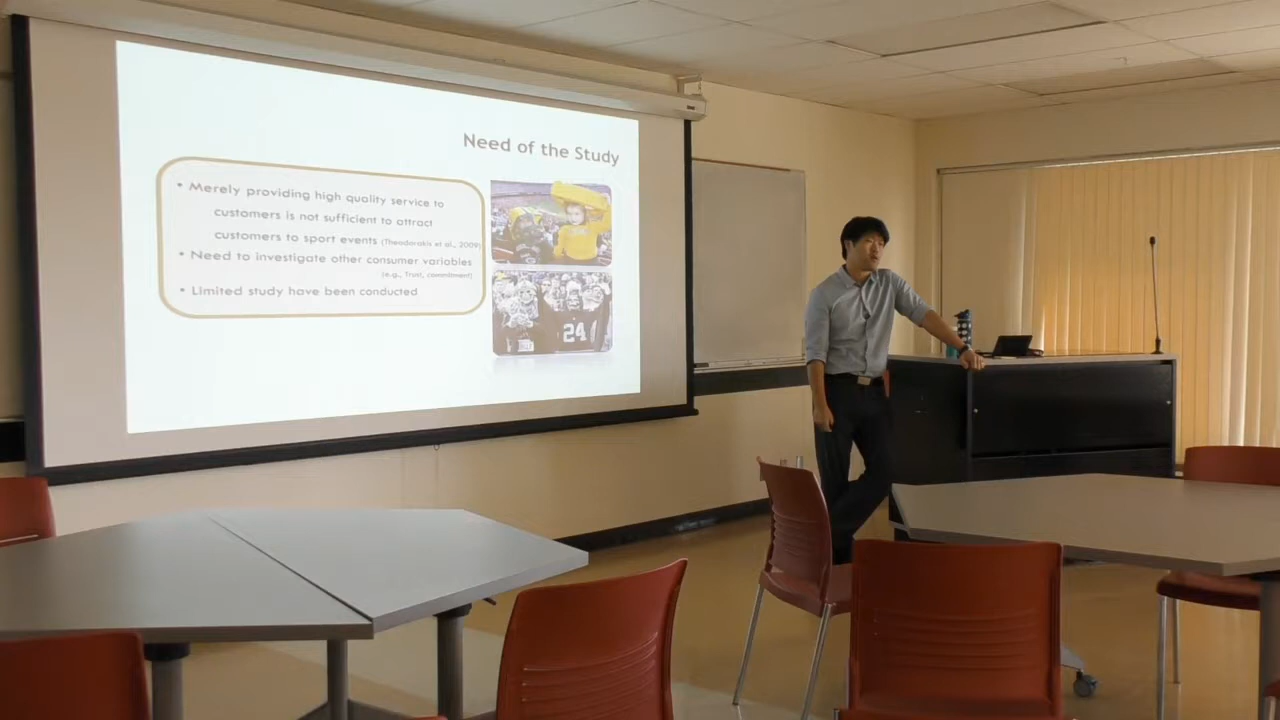 Need of the Study
• Merely providing high quality service to
customers is not sufficient to attract
customers to sport events (Theodorakis et al., 2009)
• Need to investigate other consumer variables
(e.g., Trust, commitment)
• Limited study have been conducted
24